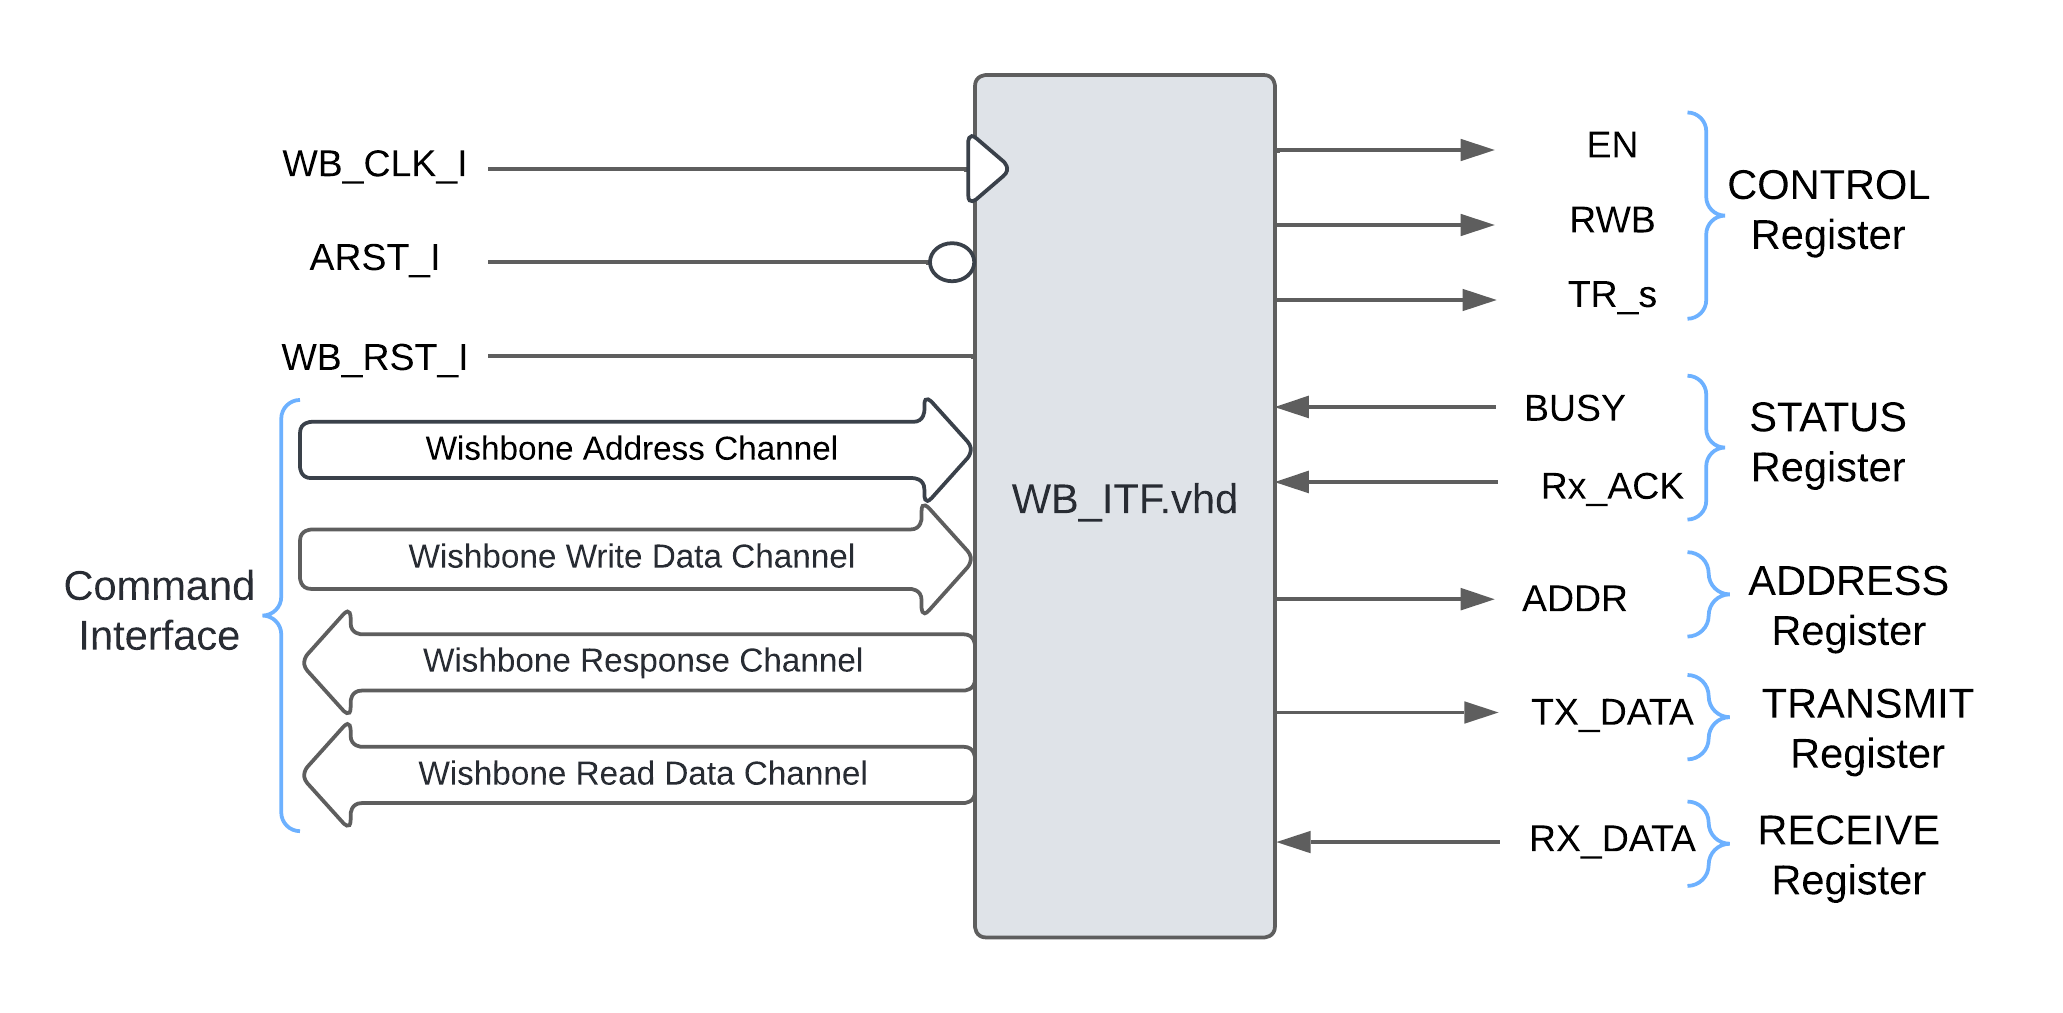 WB_CLK_I
ARST_I
WB_RST_I
Command
Interface
Wishbone Address Channel
Wishbone Write Data Channel
Wishbone Response Channel
Wishbone Read Data Channel
WB_ITF.vhd
EN
RWB
TR_s
CONTROL
Register
BUSY
Rx_ACK
STATUS
Register
ADDR
ADDRESS
Register
TX_DATA
TRANSMIT
Register
RX_DATA
RECEIVE
Register